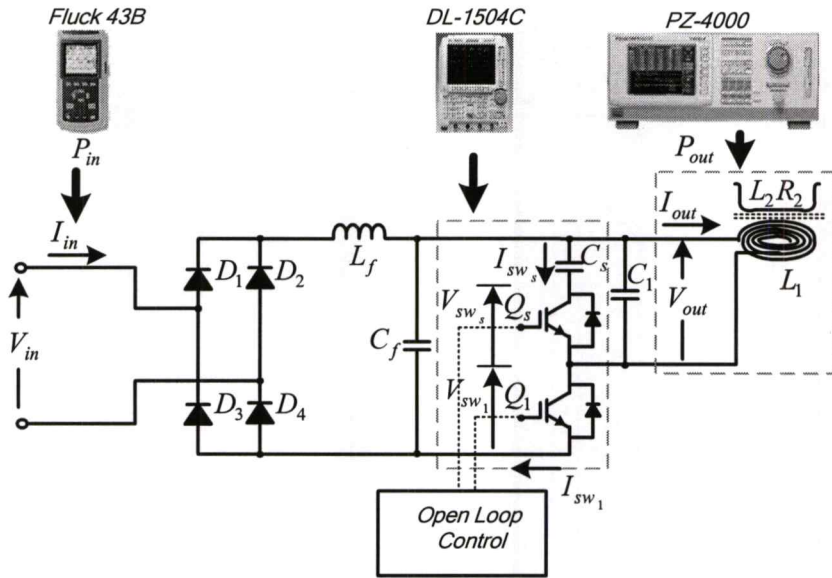 Fluck 43B
DL-1504C
PZ-4000
P_in
P_out
L_2 R_2
I_in
I_out
L_f
I_sw_s
C_s
C_1
L_1
D_1
D_2
V_sw_s
Q_s
V_out
V_in
C_f
V_sw_1
Q_1
D_3
D_4
I_sw_1
Open Loop
Control